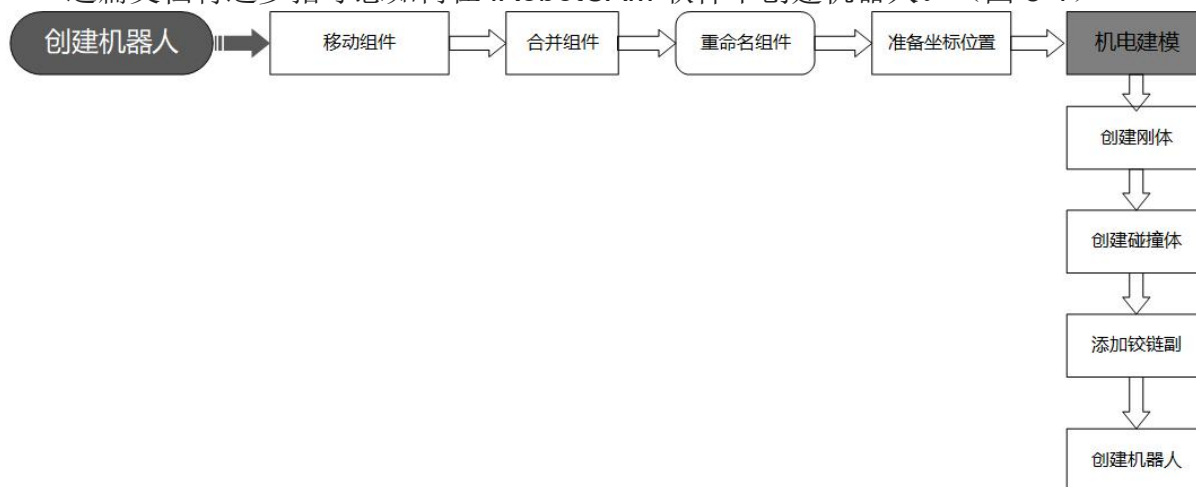 创建机器人
移动组件
合并组件
重命名组件
准备坐标位置
机电建模
创建刚体
创建碰撞体
添加铰链副
创建机器人